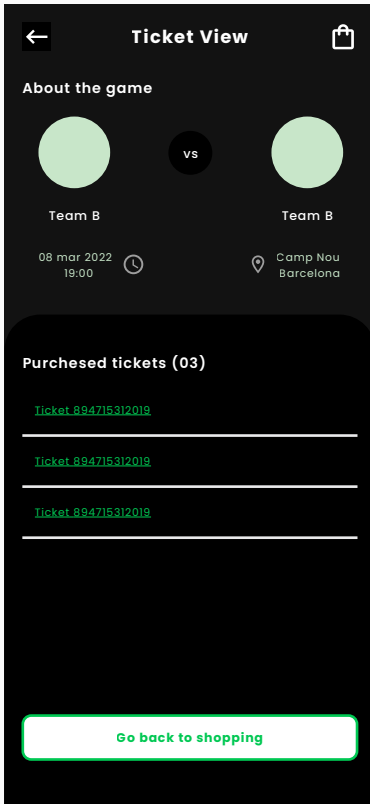 Ticket View
About the game
vs
Team B
Team B
08 mar 2022
19:00
Camp Nou
Barcelona
Purchesed tickets (03)
Ticket 894715312019
Ticket 894715312019
Ticket 894715312019
Go back to shopping